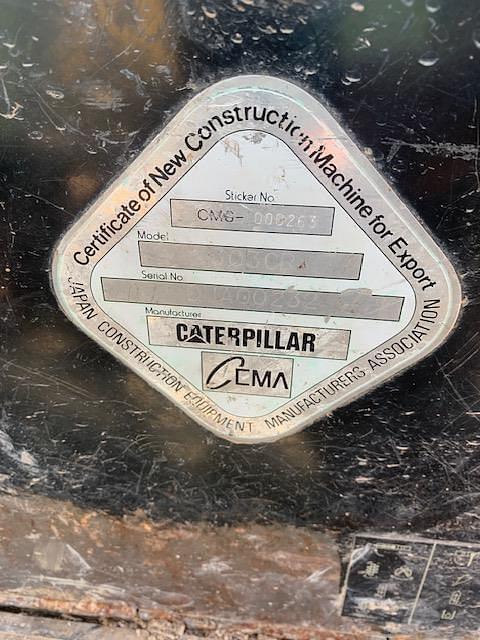 Certificate of New Construction Machine for Export
Sticker No.
CMS-000263
Model
303CR
Serial No.
Manufacturer
CATERPILLAR
CEMA
JAPAN CONSTRUCTION EQUIPMENT MANUFACTURERS ASSOCIATION